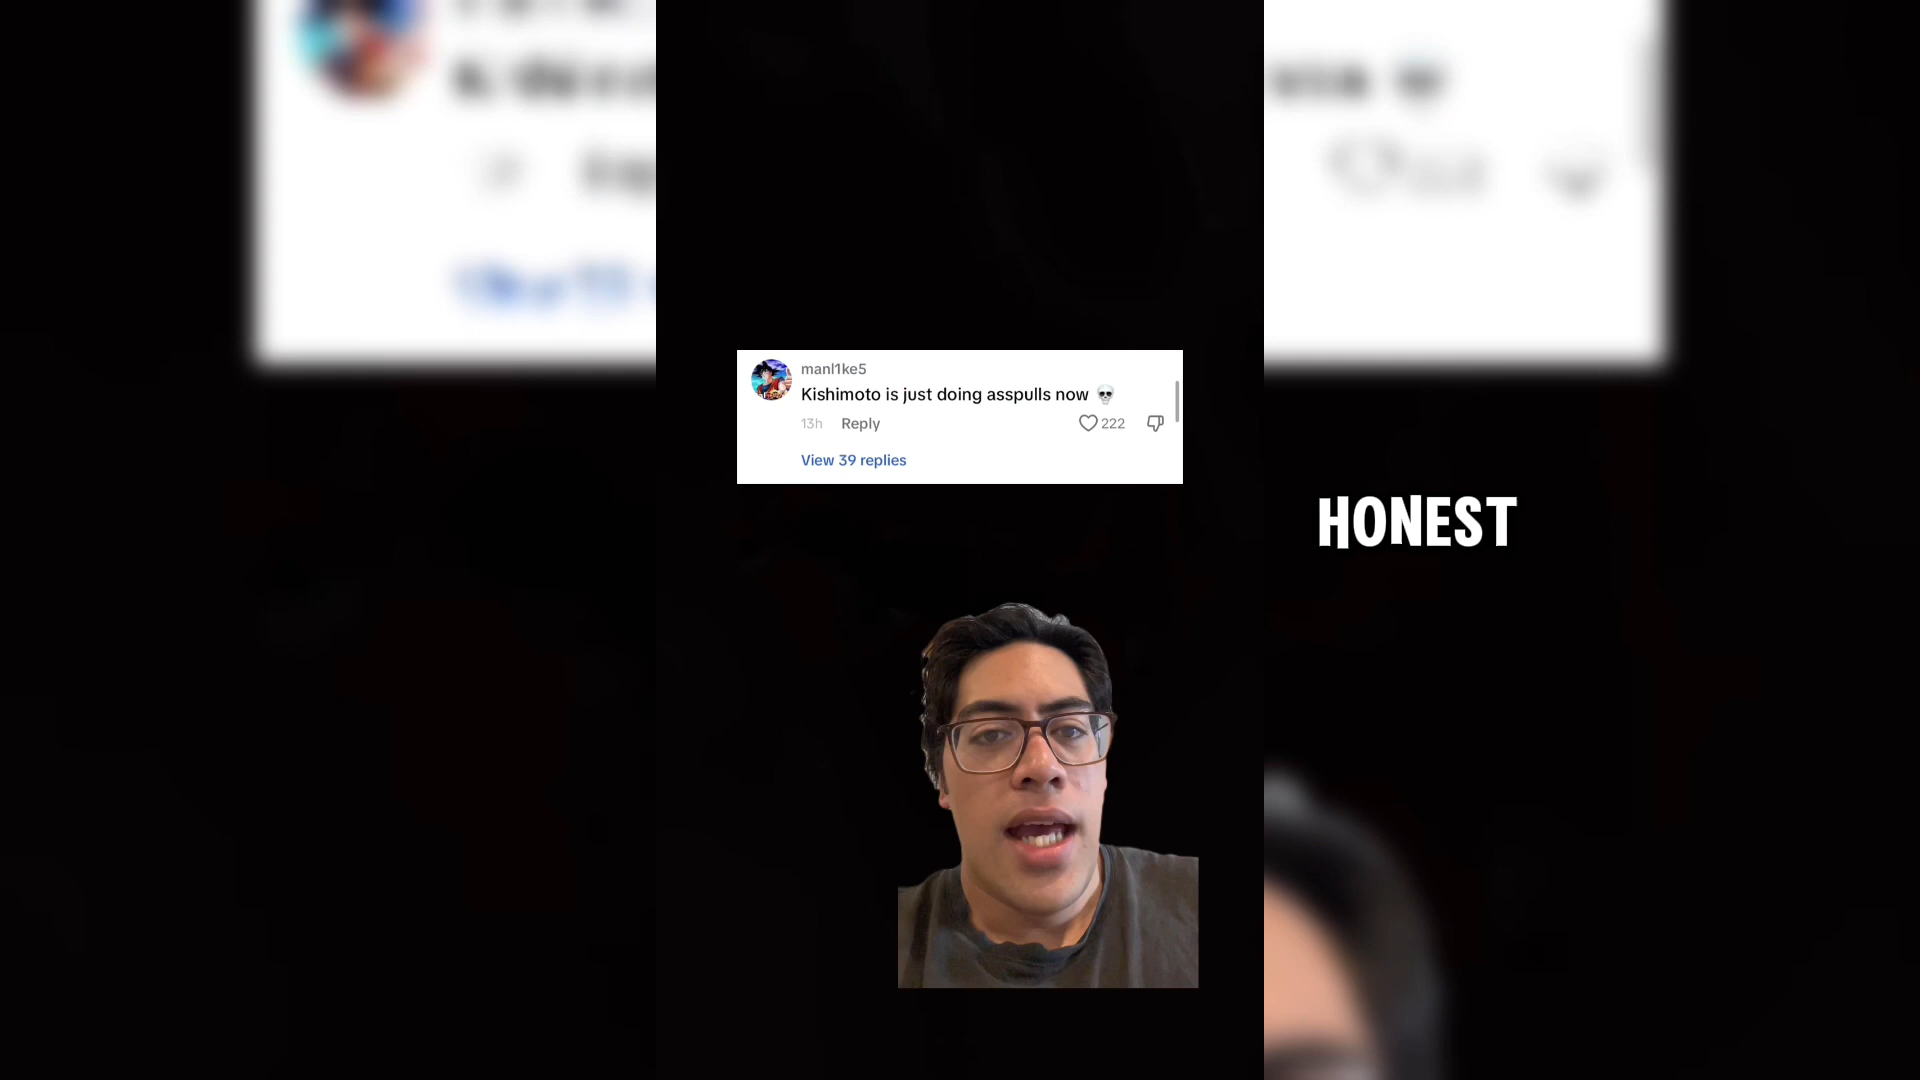 manl1ke5
Kishimoto is just doing asspulls now 💀
13h Reply 222
View 39 replies
HONEST